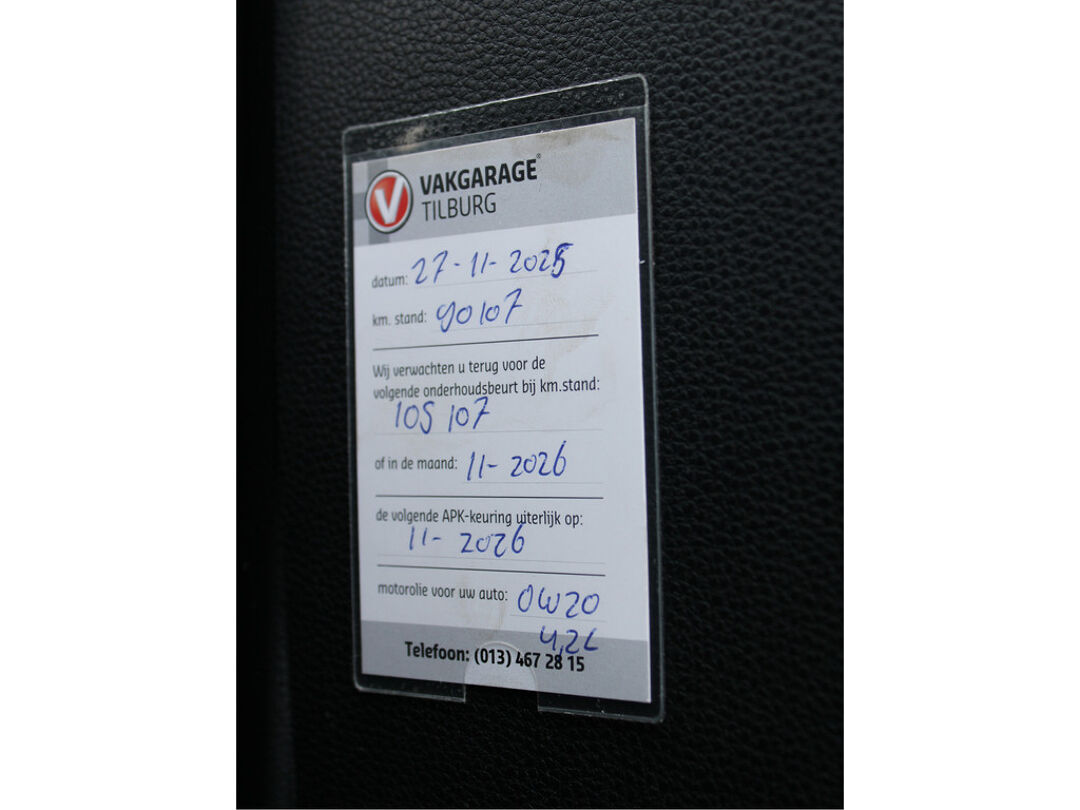 VAKGARAGE®
TILBURG
datum: 27-11-2025
km. stand: 90107
Wij verwachten u terug voor de
volgende onderhoudsbeurt bij km.stand:
105 107
of in de maand: 11-2026
de volgende APK-keuring uiterlijk op:
11-2026
motorolie voor uw auto: 0W20
4,2L
Telefoon: (013) 467 28 15